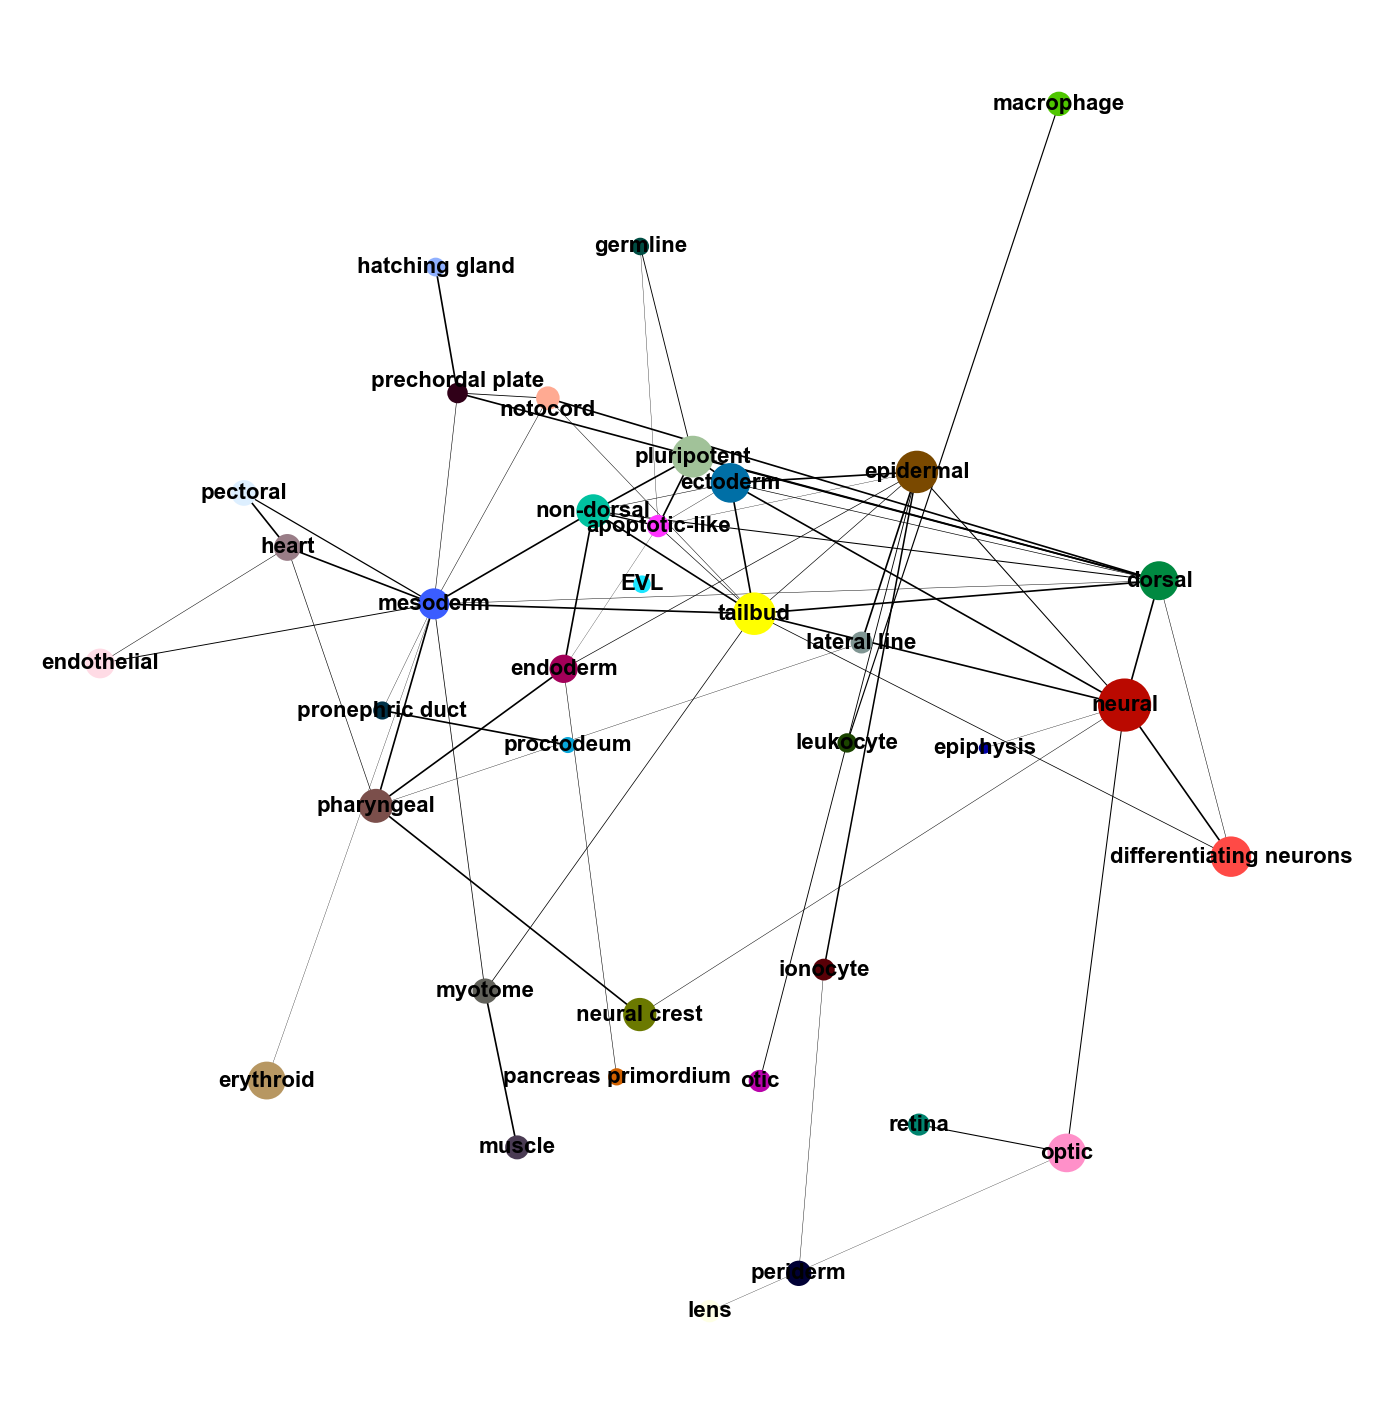 macrophage
germline
hatching gland
prechordal plate
notocord
pluripotent
epidermal
ectoderm
pectoral
non-dorsal
apoptotic-like
heart
dorsal
EVL
mesoderm
tailbud
lateral line
endothelial
endoderm
neural
pronephric duct
proctodeum
leukocyte
epiphysis
pharyngeal
differentiating neurons
ionocyte
myotome
neural crest
erythroid
pancreas primordium
otic
retina
muscle
optic
periderm
lens